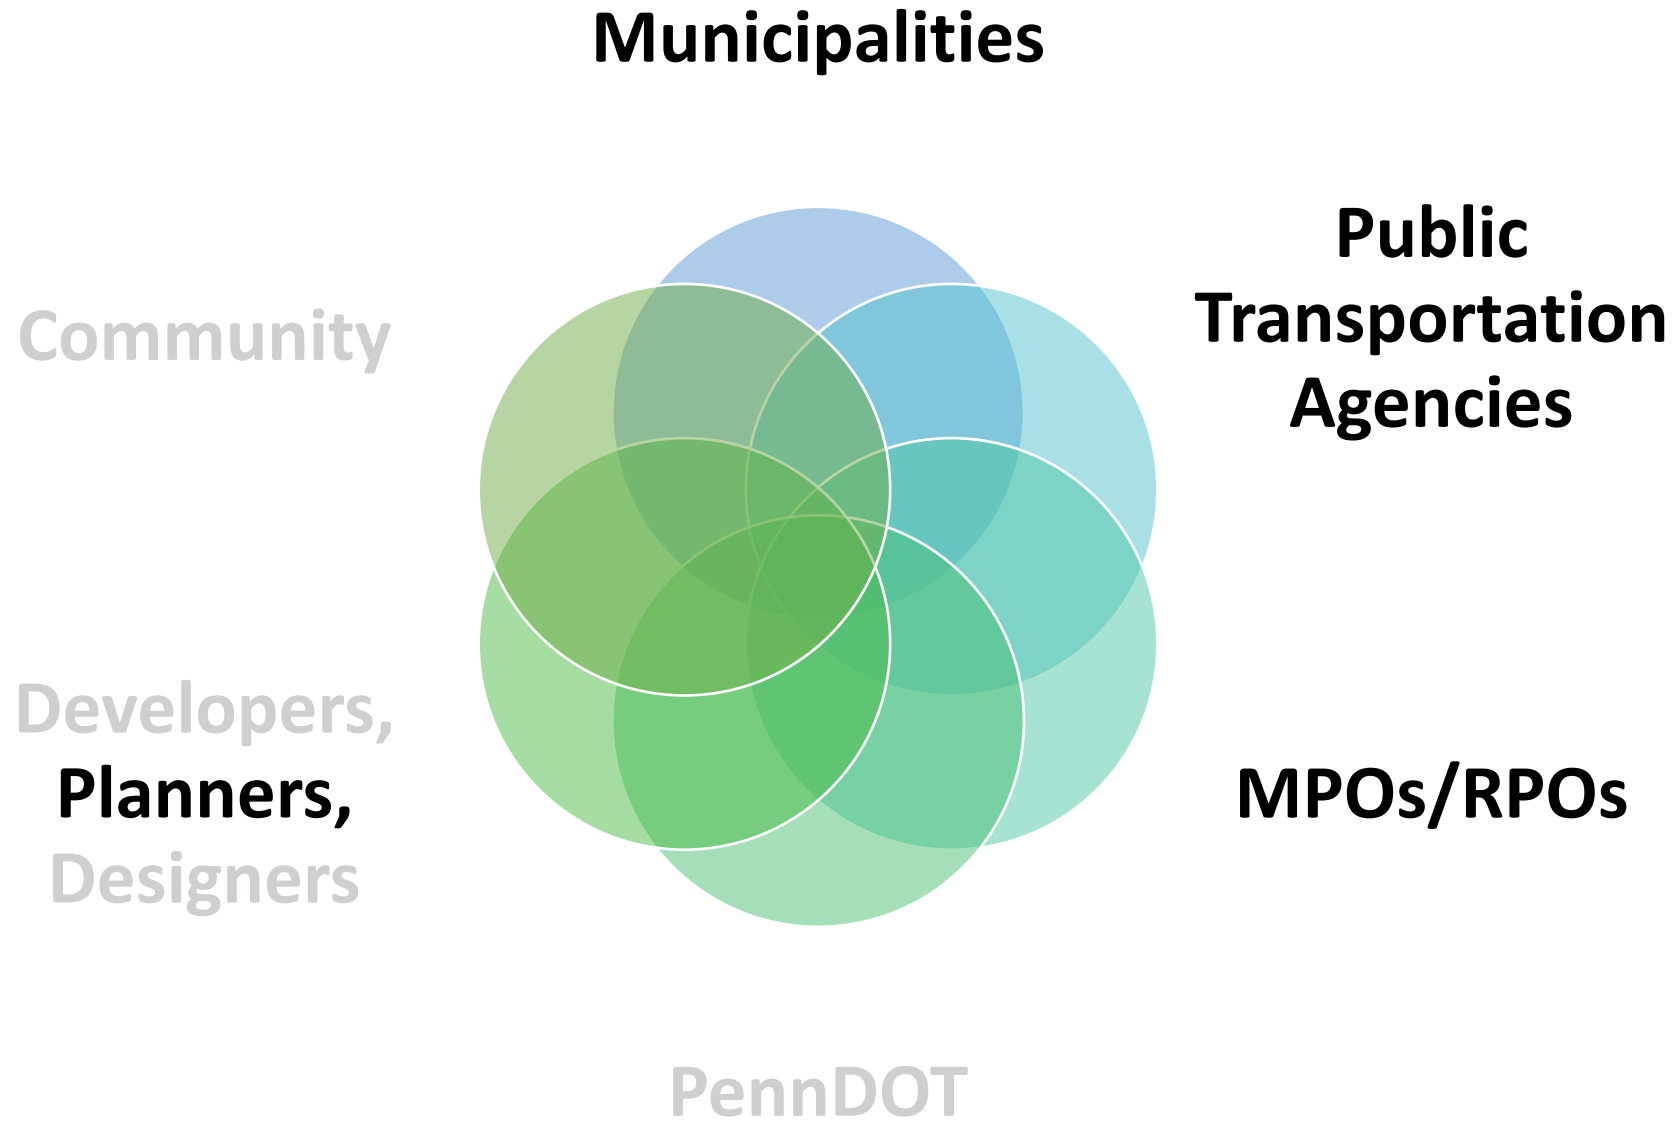 Municipalities
Public
Transportation
Agencies
Community
Developers,
Planners,
Designers
MPOs/RPOs
PennDOT